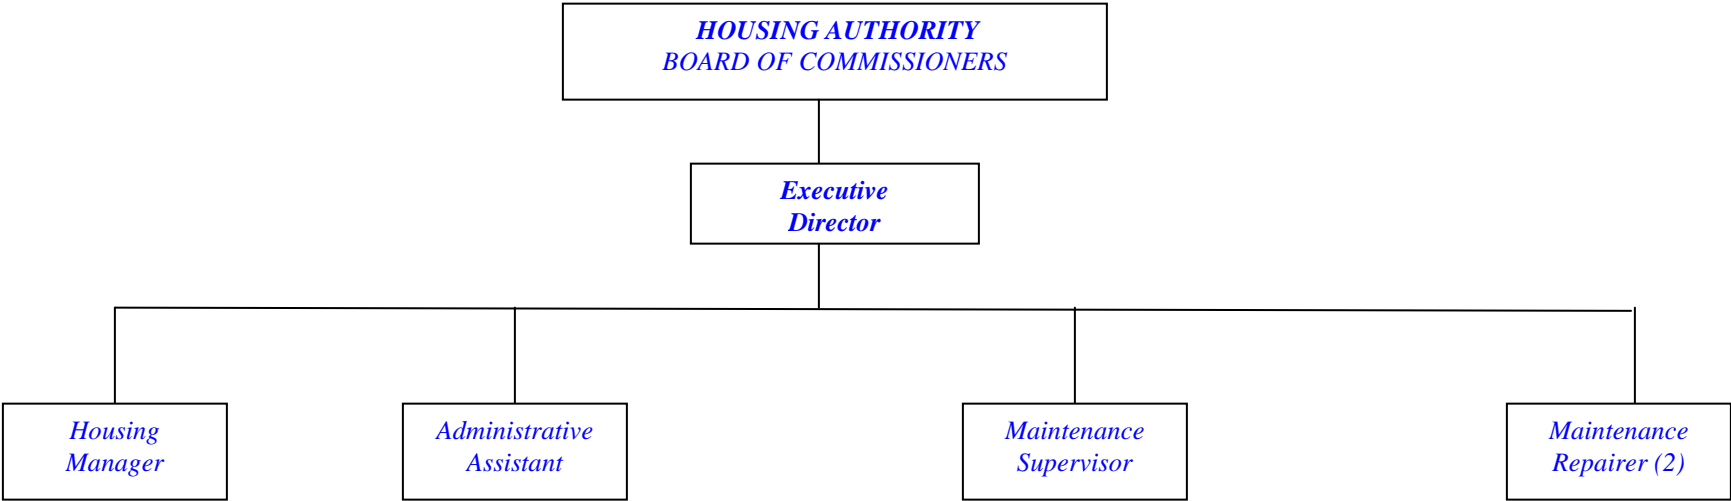 HOUSING AUTHORITY
BOARD OF COMMISSIONERS
Executive
Director
Housing
Manager
Administrative
Assistant
Maintenance
Supervisor
Maintenance
Repairer (2)